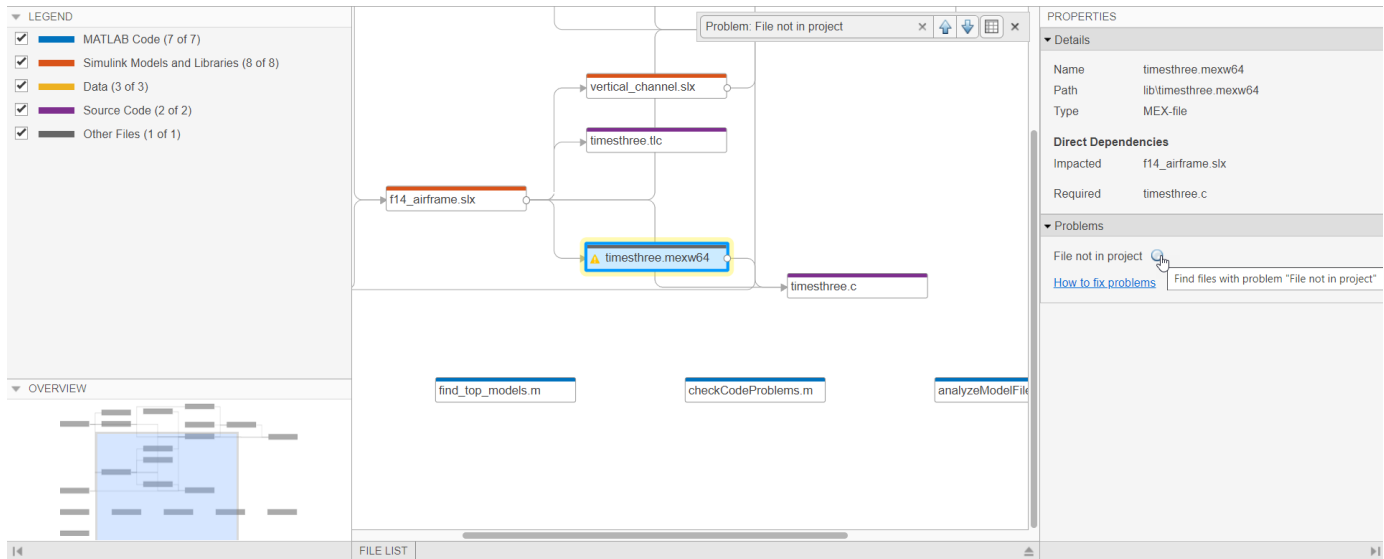 LEGEND
MATLAB Code (7 of 7)
Simulink Models and Libraries (8 of 8)
Data (3 of 3)
Source Code (2 of 2)
Other Files (1 of 1)
OVERVIEW
Problem: File not in project
vertical_channel.slx
timesthree.tlc
f14_airframe.slx
timesthree.mexw64
timesthree.c
find_top_models.m
checkCodeProblems.m
analyzeModelFile
FILE LIST
PROPERTIES
Details
Name timesthree.mexw64
Path lib\timesthree.mexw64
Type MEX-file
Direct Dependencies
Impacted f14_airframe.slx
Required timesthree.c
Problems
File not in project
How to fix problems
Find files with problem "File not in project"